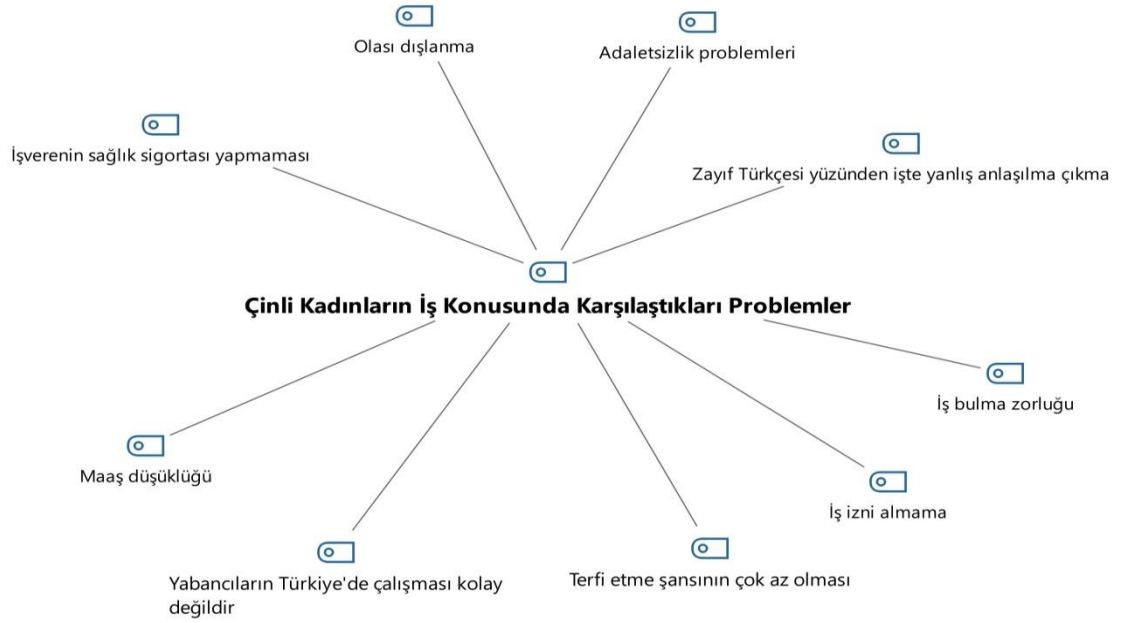 Olası dışlanma
Adaletsizlik problemleri
İşverenin sağlık sigortası yapmaması
Zayıf Türkçesi yüzünden işte yanlış anlaşılma çıkma
Çinli Kadınların İş Konusunda Karşılaştıkları Problemler
İş bulma zorluğu
Maaş düşüklüğü
İş izni almama
Yabancıların Türkiye'de çalışması kolay
değildir
Terfi etme şansının çok az olması